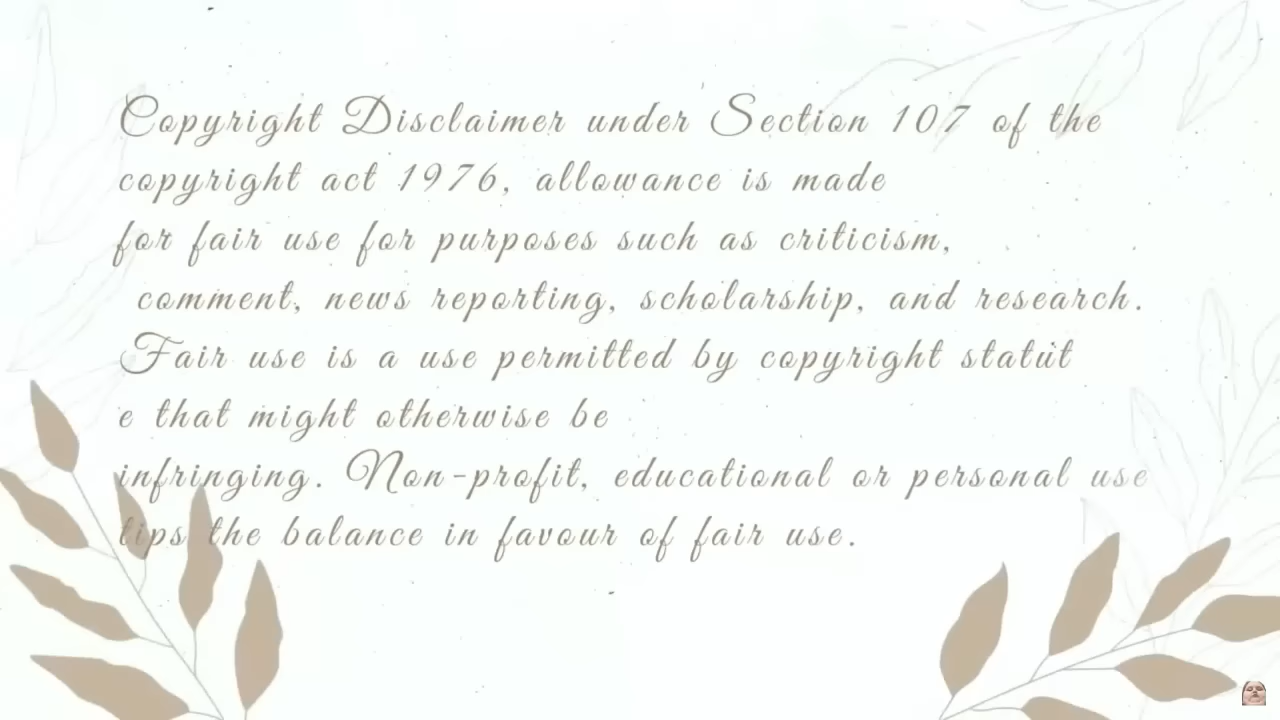 Copyright Disclaimer under Section 107 of the
copyright act 1976, allowance is made
for fair use for purposes such as criticism,
comment, news reporting, scholarship, and research.
Fair use is a use permitted by copyright statut
e that might otherwise be
infringing. Non-profit, educational or personal use
tips the balance in favour of fair use.